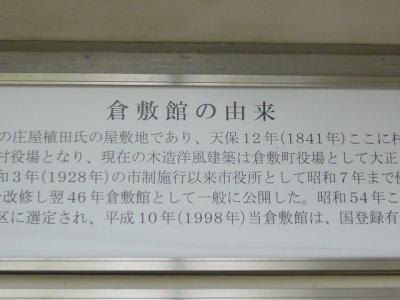 倉敷館の由来
の庄屋植田氏の屋敷地であり、天保12年(1841年)ここに村
村役場となり、現在の木造洋風建築は倉敷町役場として大正
和3年(1928年)の市制施行以来市役所として昭和7年まで使
改修し翌46年倉敷館として一般に公開した。昭和54年こ
区に選定され、平成10年(1998年)当倉敷館は、国登録有